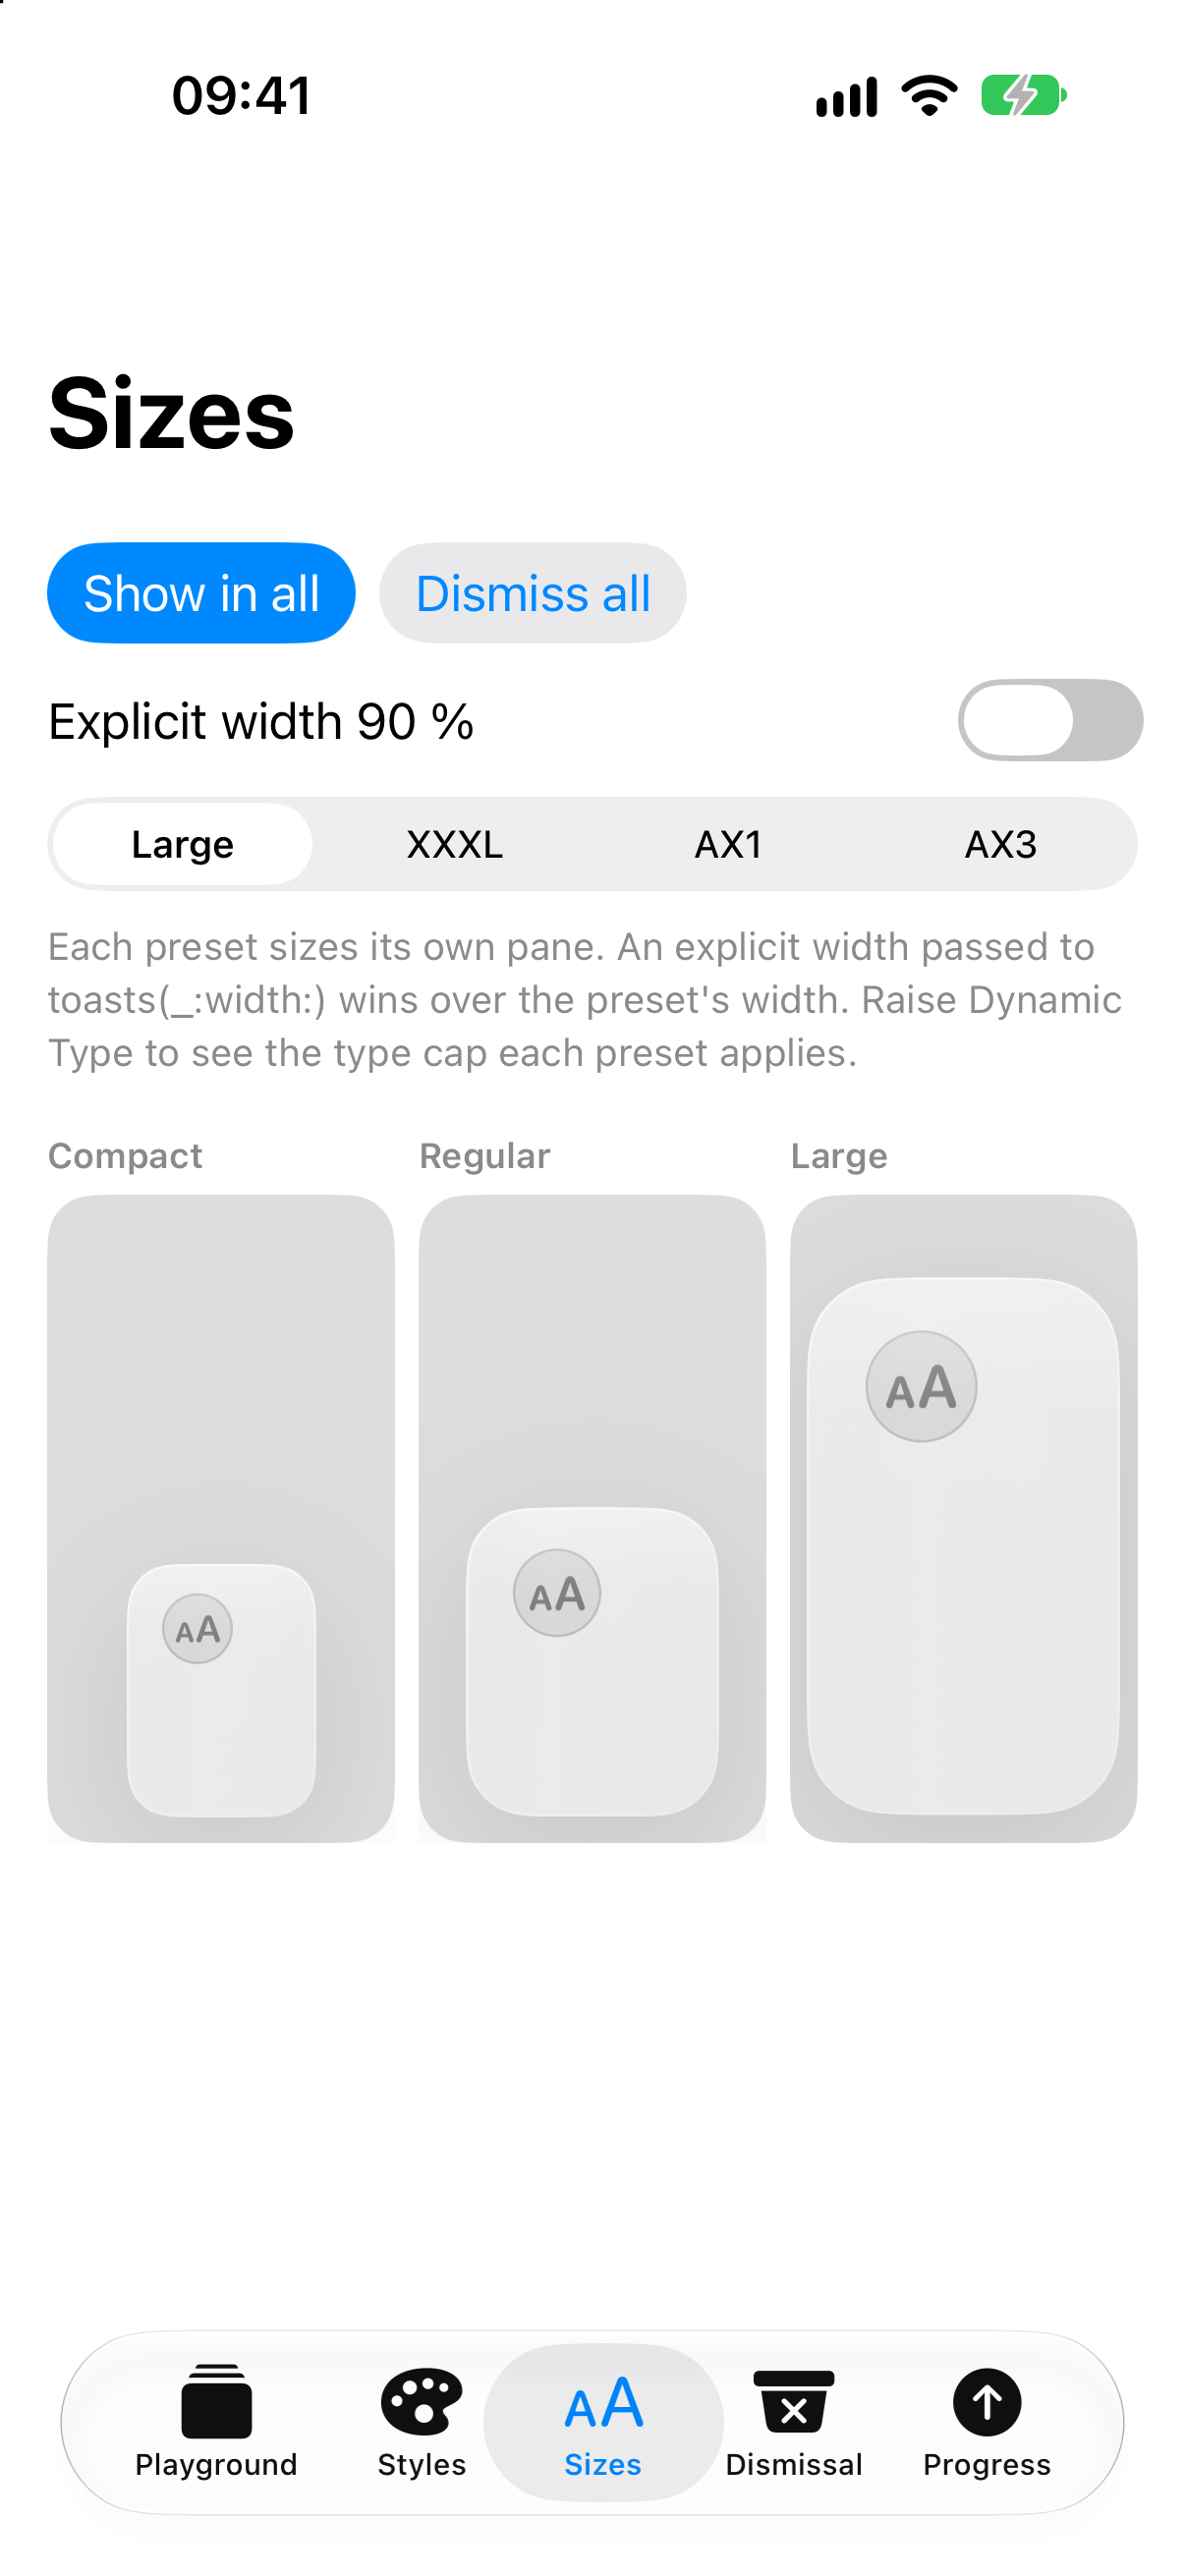 09:41
Sizes
Show in all
Dismiss all
Explicit width 90 %
Large
XXXL
AX1
AX3
Each preset sizes its own pane. An explicit width passed to
toasts(_:width:) wins over the preset's width. Raise Dynamic
Type to see the type cap each preset applies.
Compact
Regular
Large
AA
AA
AA
AA
Playground
Styles
Sizes
Dismissal
Progress